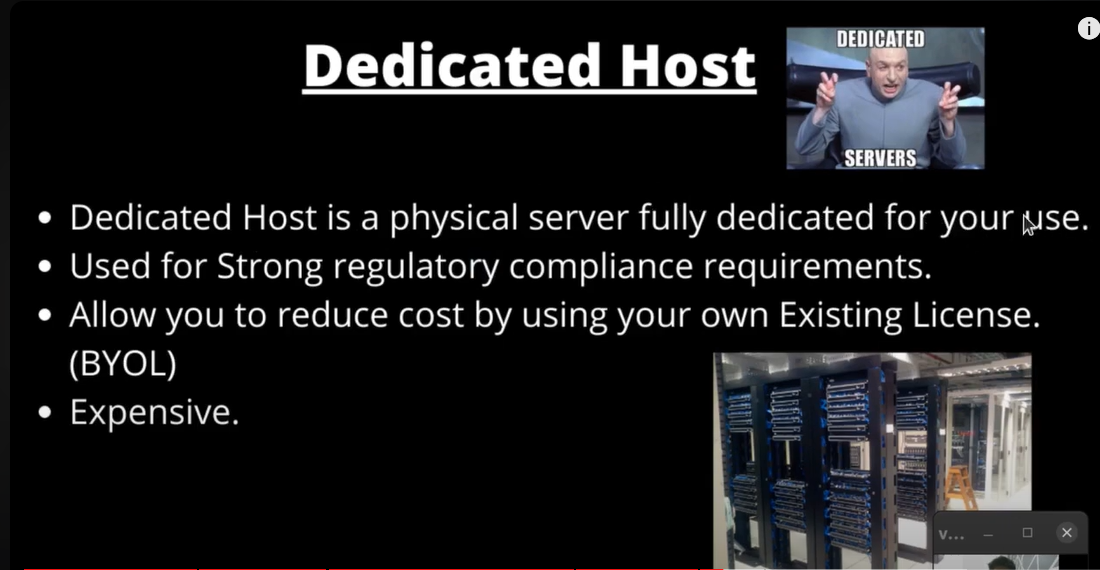 Dedicated Host
DEDICATED
SERVERS
Dedicated Host is a physical server fully dedicated for your use.
Used for Strong regulatory compliance requirements.
Allow you to reduce cost by using your own Existing License.
(BYOL)
Expensive.
v...